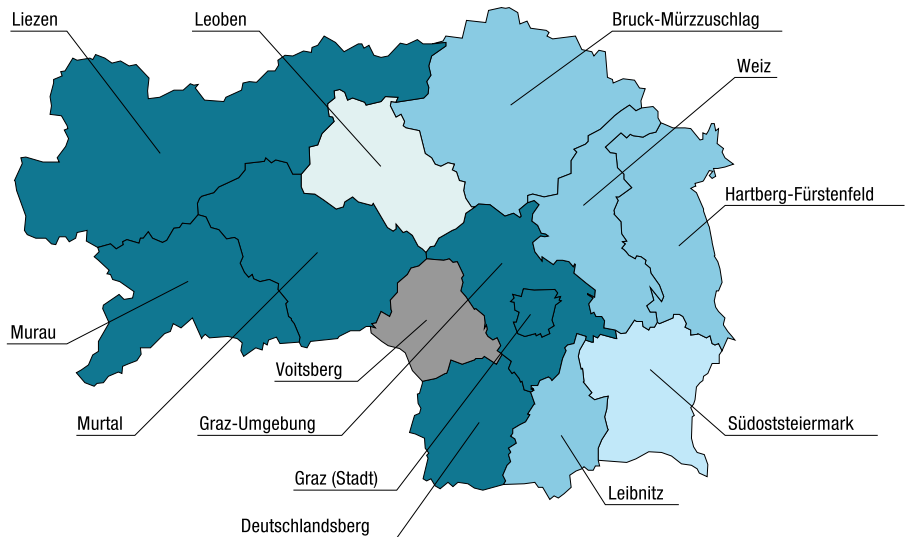 Liezen
Leoben
Bruck-Mürzzuschlag
Weiz
Hartberg-Fürstenfeld
Murau
Voitsberg
Murtal
Graz-Umgebung
Südoststeiermark
Graz (Stadt)
Leibnitz
Deutschlandsberg